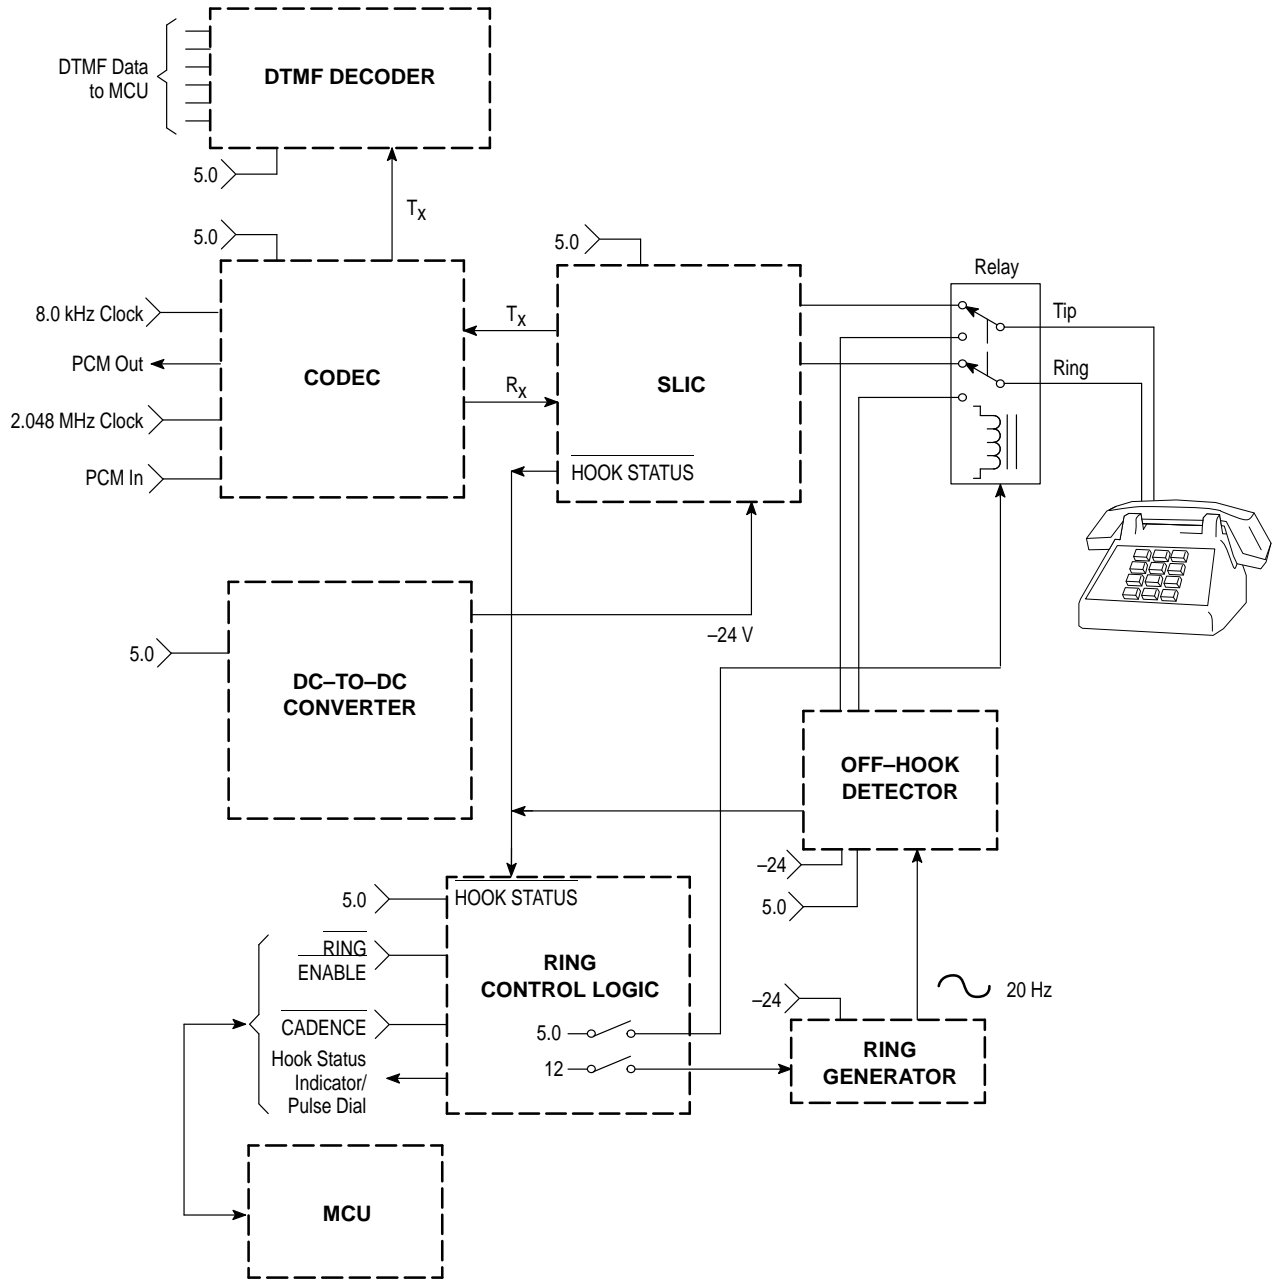 DTMF Data
to MCU
DTMF DECODER
5.0
Tx
5.0
5.0
Relay
8.0 kHz Clock
Tx
Tip
PCM Out
CODEC
SLIC
Ring
Rx
2.048 MHz Clock
PCM In
HOOK STATUS
–24 V
5.0
DC–TO–DC
CONVERTER
OFF–HOOK
DETECTOR
–24
5.0
5.0
HOOK STATUS
RING
ENABLE
RING
CONTROL LOGIC
20 Hz
–24
CADENCE
5.0
Hook Status
Indicator/
Pulse Dial
12
RING
GENERATOR
MCU